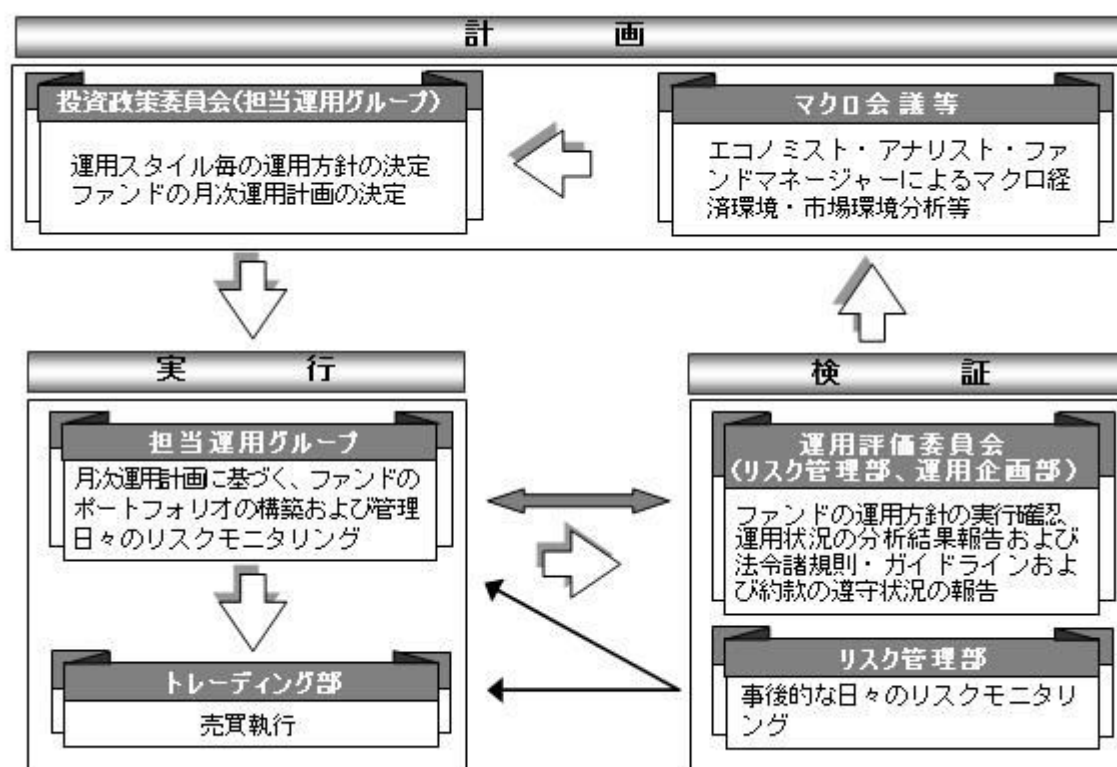 計画
投資政策委員会(担当運用グループ)
運用スタイル毎の運用方針の決定
ファンドの月次運用計画の決定
マクロ会議等
エコノミスト・アナリスト・ファ
ンドマネージャーによるマクロ経
済環境・市場環境分析等
実行
担当運用グループ
月次運用計画に基づく、ファンドの
ポートフォリオの構築および管理
日々のリスクモニタリング
トレーディング部
売買執行
検証
運用評価委員会
(リスク管理部、運用企画部)
ファンドの運用方針の実行確認、
運用状況の分析結果報告および
法令諸規則・ガイドラインおよ
び約款の遵守状況の報告
リスク管理部
事後的な日々のリスクモニタリ
ング